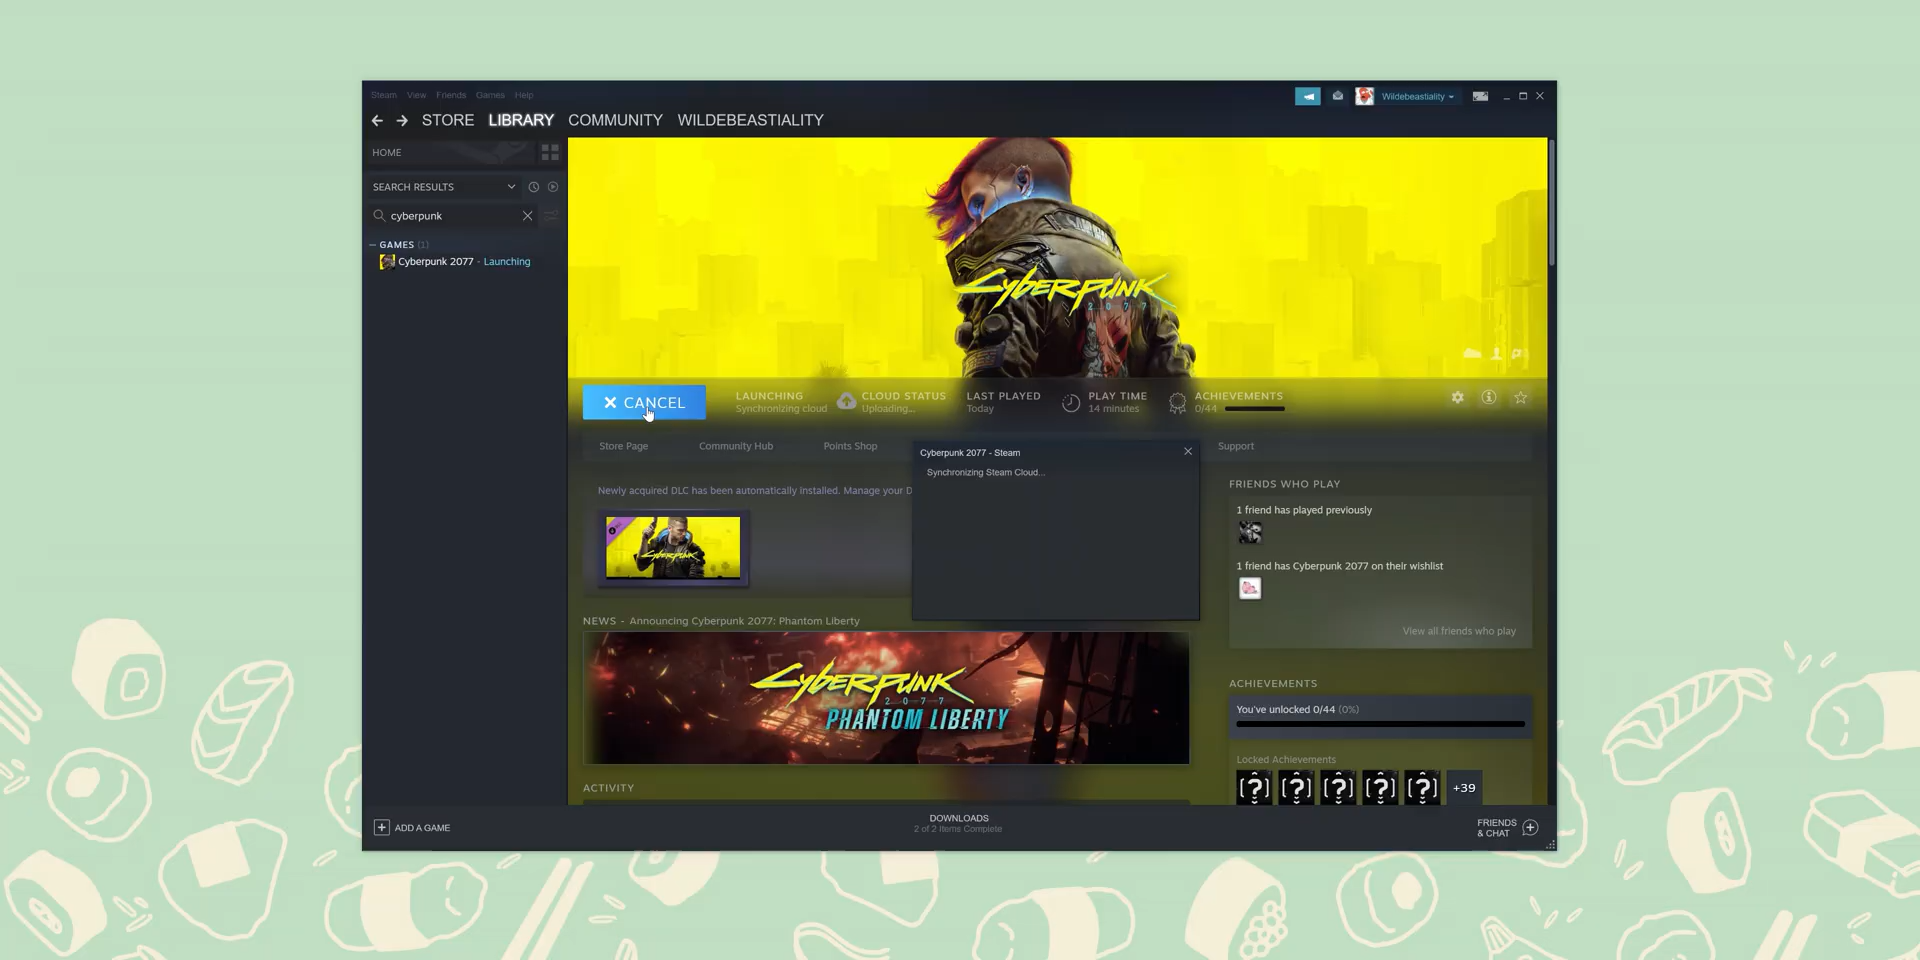 Steam View Friends Games Help
Wildebeastiality
STORE LIBRARY COMMUNITY WILDEBEASTIALITY
HOME
SEARCH RESULTS
cyberpunk
GAMES (1)
Cyberpunk 2077 - Launching
CYBERPUNK
2077
CANCEL
LAUNCHING
Synchronizing cloud
CLOUD STATUS
Uploading...
LAST PLAYED
Today
PLAY TIME
14 minutes
ACHIEVEMENTS
0/44
Store Page Community Hub Points Shop Support
Cyberpunk 2077 - Steam
Synchronizing Steam Cloud...
Newly acquired DLC has been automatically installed. Manage your D
CYBERPUNK
NEWS - Announcing Cyberpunk 2077: Phantom Liberty
CYBERPUNK
2077
PHANTOM LIBERTY
ACTIVITY
FRIENDS WHO PLAY
1 friend has played previously
1 friend has Cyberpunk 2077 on their wishlist
View all friends who play
ACHIEVEMENTS
You've unlocked 0/44 (0%)
Locked Achievements
[?] [?] [?] [?] [?] +39
ADD A GAME
DOWNLOADS
2 of 2 Items Complete
FRIENDS
& CHAT